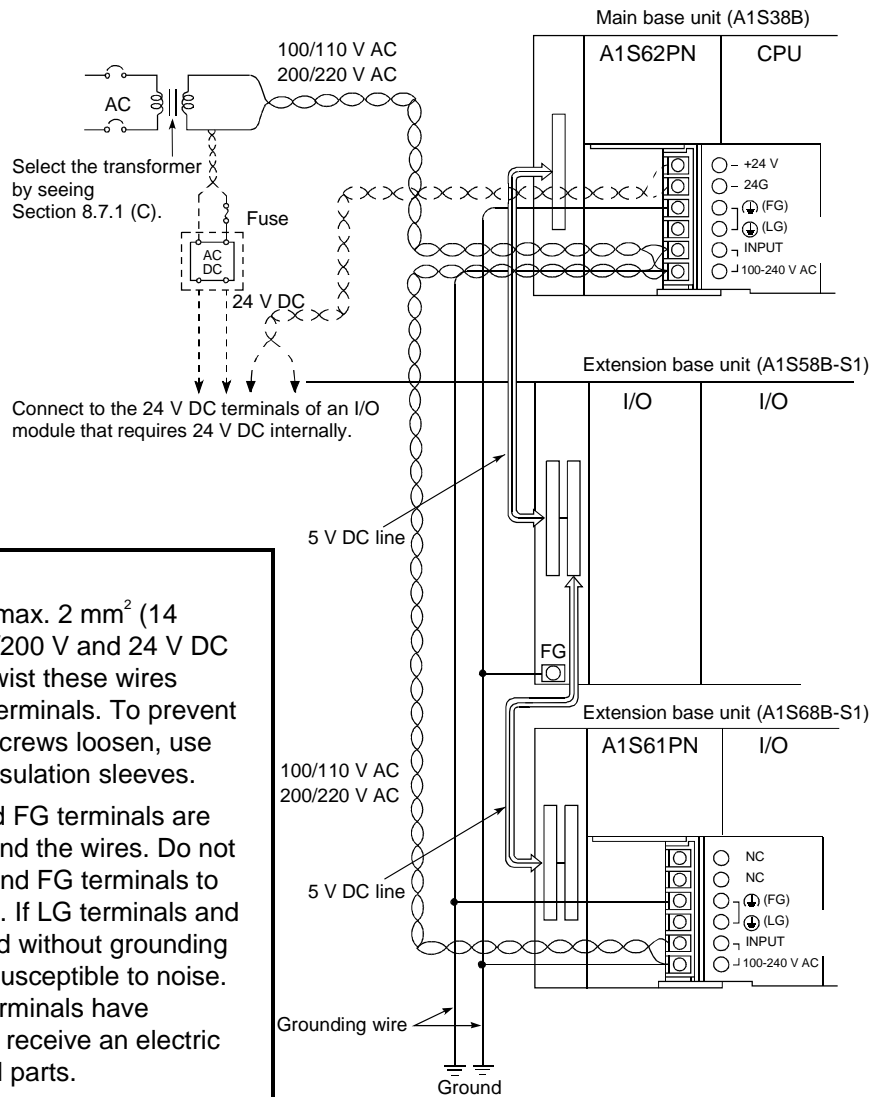 Main base unit (A1S38B)
A1S62PN
CPU
100/110 V AC
200/220 V AC
AC
Select the transformer
by seeing
Section 8.7.1 (C).
Fuse
AC
DC
24 V DC
+24 V
24G
(FG)
(LG)
INPUT
100-240 V AC
Connect to the 24 V DC terminals of an I/O
module that requires 24 V DC internally.
Extension base unit (A1S58B-S1)
I/O
I/O
5 V DC line
FG
max. 2 mm² (14
/200 V and 24 V DC
wist these wires
erminals. To prevent
crews loosen, use
sulation sleeves.
d FG terminals are
nd the wires. Do not
nd FG terminals to
. If LG terminals and
d without grounding
usceptible to noise.
rminals have
receive an electric
l parts.
Extension base unit (A1S68B-S1)
A1S61PN
I/O
100/110 V AC
200/220 V AC
5 V DC line
NC
NC
(FG)
(LG)
INPUT
100-240 V AC
Grounding wire
Ground